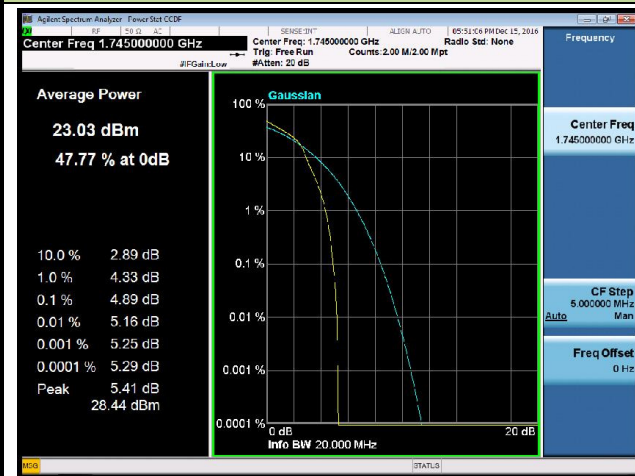 Agilent Spectrum Analyzer Power Stat CCDF
RF 50 Ω AC SENSE:INT ALIGN AUTO 05:51:06 PM Dec 15, 2016
Center Freq 1.745000000 GHz
Center Freq: 1.745000000 GHz Radio Std: None
Trig: Free Run Counts: 2.00 M/2.00 Mpt
#IFGain:Low #Atten: 20 dB
Frequency
Average Power
23.03 dBm
47.77 % at 0dB
10.0 % 2.89 dB
1.0 % 4.33 dB
0.1 % 4.89 dB
0.01 % 5.16 dB
0.001 % 5.25 dB
0.0001 % 5.29 dB
Peak 5.41 dB
28.44 dBm
Gaussian
100 %
10 %
1 %
0.1 %
0.01 %
0.001 %
0.0001 %
0 dB 20 dB
Info BW 20.000 MHz
Center Freq
1.745000000 GHz
CF Step
5.000000 MHz
Auto Man
Freq Offset
0 Hz
MSG STATUS